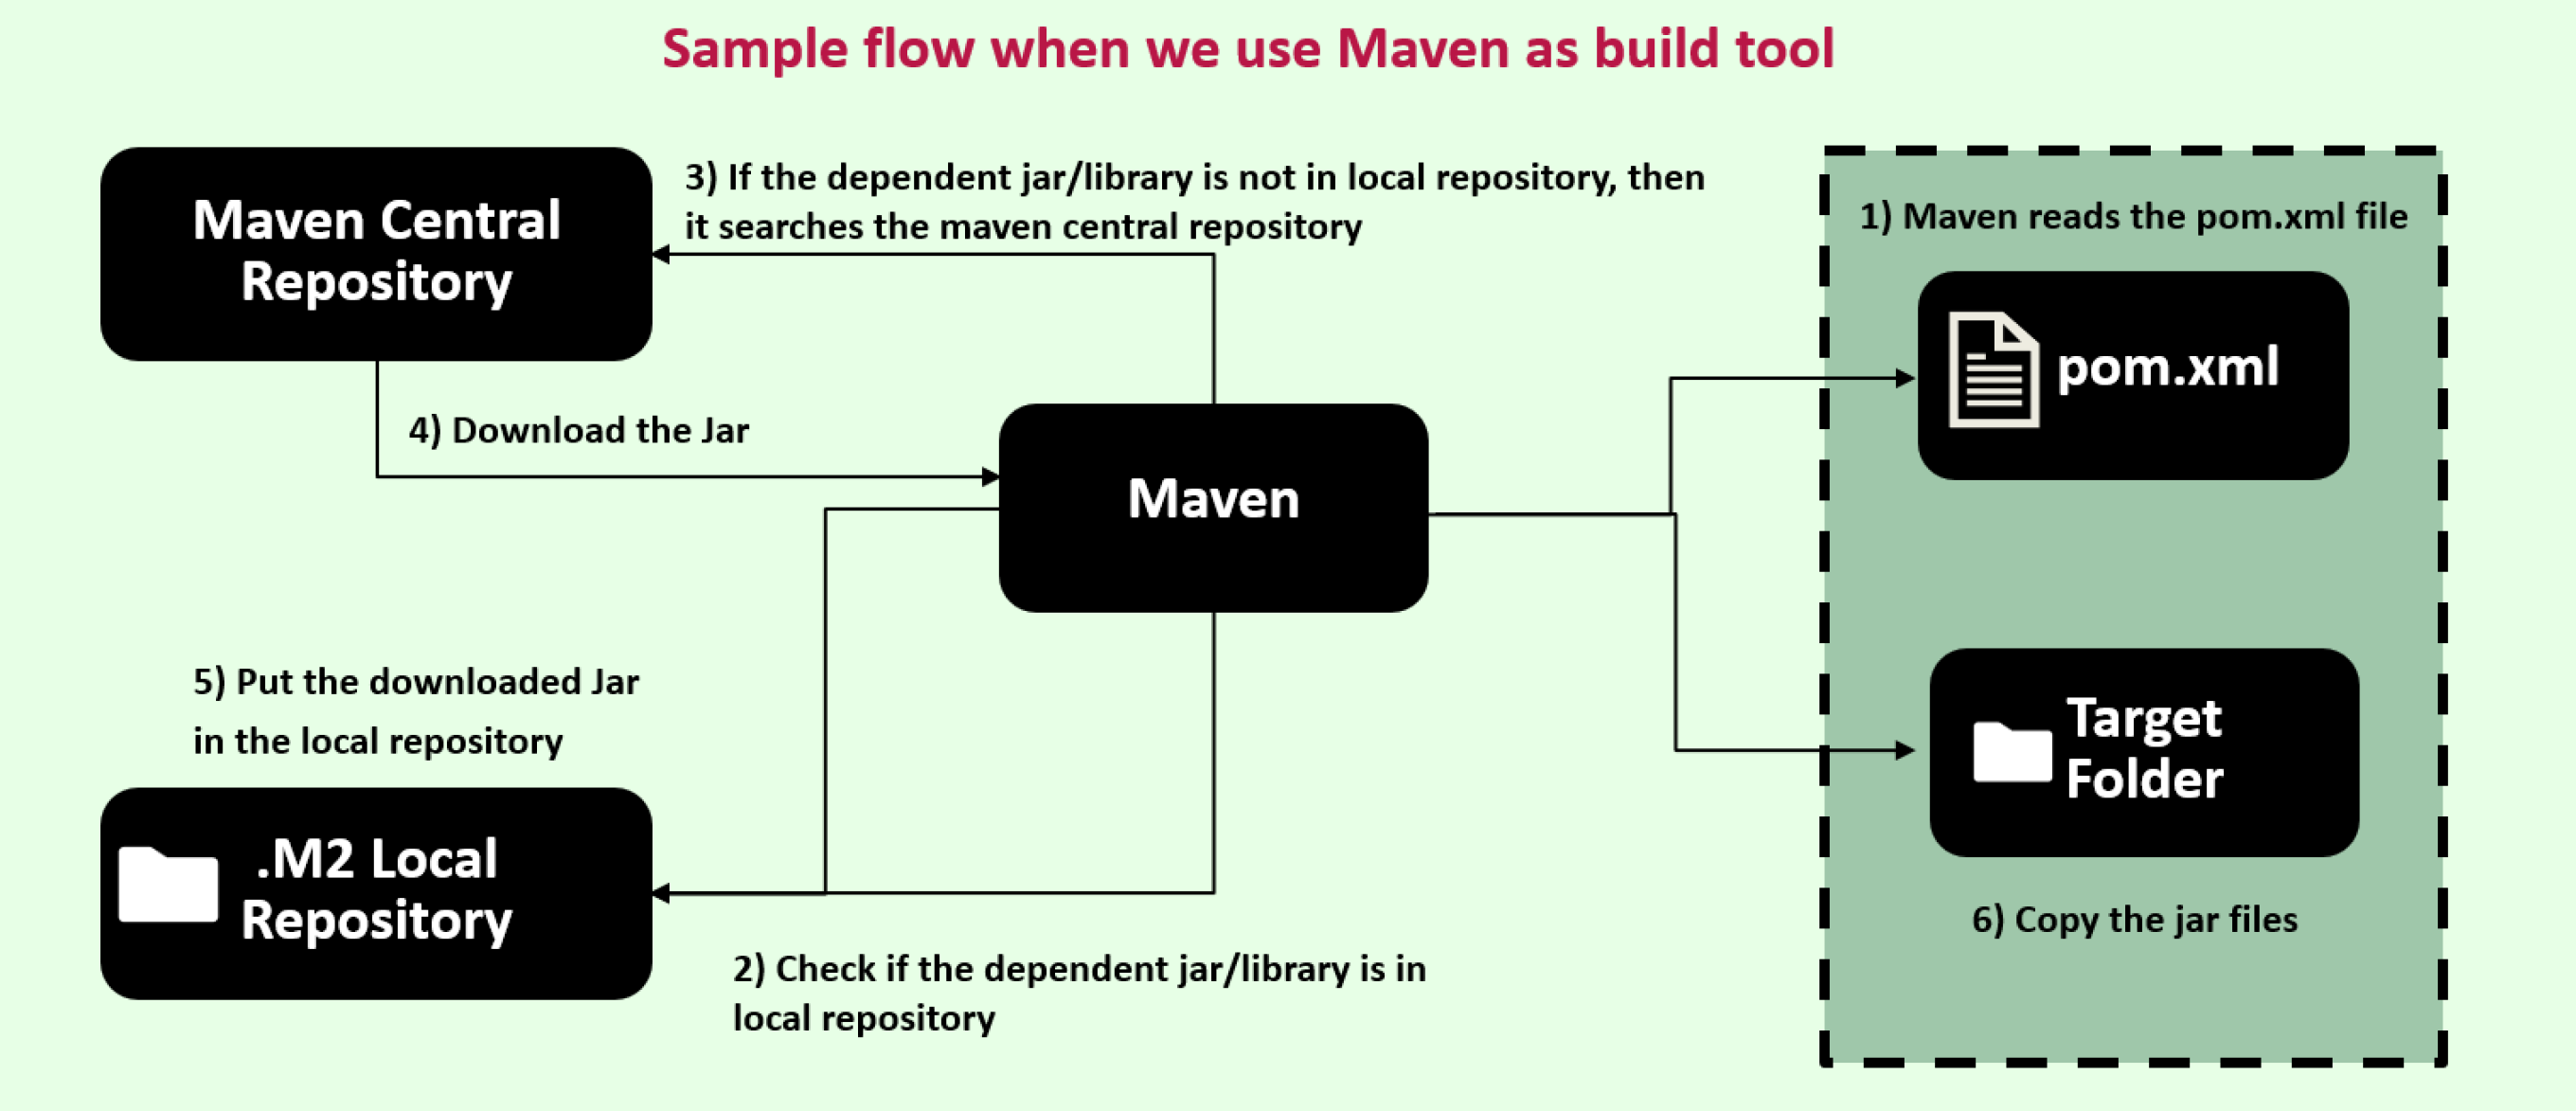 Sample flow when we use Maven as build tool
Maven Central
Repository
3) If the dependent jar/library is not in local repository, then
it searches the maven central repository
1) Maven reads the pom.xml file
pom.xml
4) Download the Jar
Maven
5) Put the downloaded Jar
in the local repository
.M2 Local
Repository
Target
Folder
6) Copy the jar files
2) Check if the dependent jar/library is in
local repository